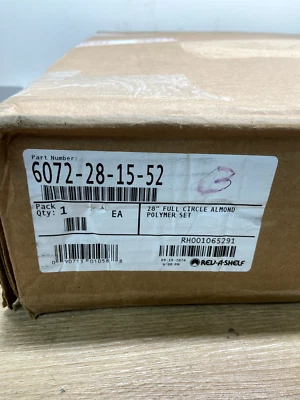 Part Number:
6072-28-15-52
Pack
Qty: 1
EA
28" FULL CIRCLE ALMOND
POLYMER SET
RH001065291
REV-A-SHELF